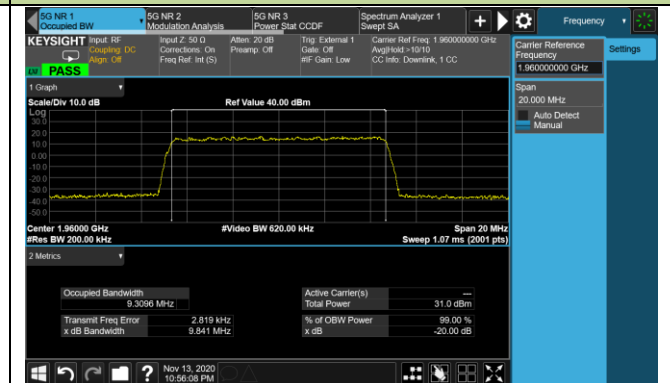 5G NR 1
Occupied BW
5G NR 2
Modulation Analysis
5G NR 3
Power Stat CCDF
Spectrum Analyzer 1
Swept SA
+
Frequency
KEYSIGHT
Input: RF
Coupling: DC
Align: Off
Input Z: 50 Ω
Corrections: On
Freq Ref: Int (S)
Atten: 20 dB
Preamp: Off
Trig: External 1
Gate: Off
#IF Gain: Low
Carrier Ref Freq: 1.960000000 GHz
Avg|Hold:>10/10
CC Info: Downlink, 1 CC
PASS
Carrier Reference
Frequency
1.960000000 GHz
Settings
Span
20.000 MHz
Auto Detect
Manual
1 Graph
Scale/Div 10.0 dB
Ref Value 40.00 dBm
Log
30.0
20.0
10.0
0.00
-10.0
-20.0
-30.0
-40.0
-50.0
Center 1.96000 GHz
#Video BW 620.00 kHz
Span 20 MHz
#Res BW 200.00 kHz
Sweep 1.07 ms (2001 pts)
2 Metrics
Occupied Bandwidth
9.3096 MHz
Active Carrier(s)
—
Total Power
31.0 dBm
Transmit Freq Error
2.819 kHz
% of OBW Power
99.00 %
x dB Bandwidth
9.841 MHz
x dB
-20.00 dB
?
Nov 13, 2020
10:56:08 PM